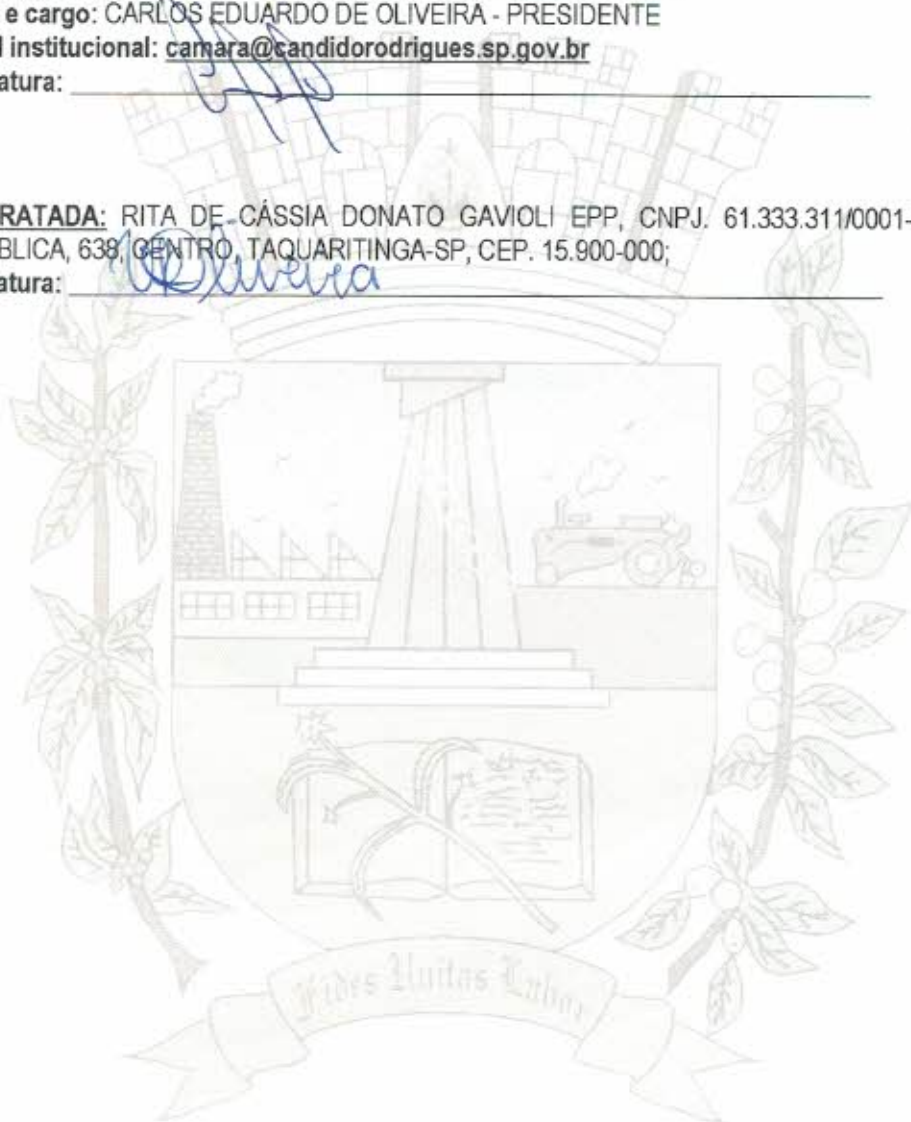 e cargo: CARLOS EDUARDO DE OLIVEIRA - PRESIDENTE
l institucional: camara@candidorodrigues.sp.gov.br
atura:
RATADA: RITA DE CÁSSIA DONATO GAVIOLI EPP, CNPJ. 61.333.311/0001-
BLICA, 638, CENTRO, TAQUARITINGA-SP, CEP. 15.900-000;
atura: Oliveira
Fides Unitas Labor